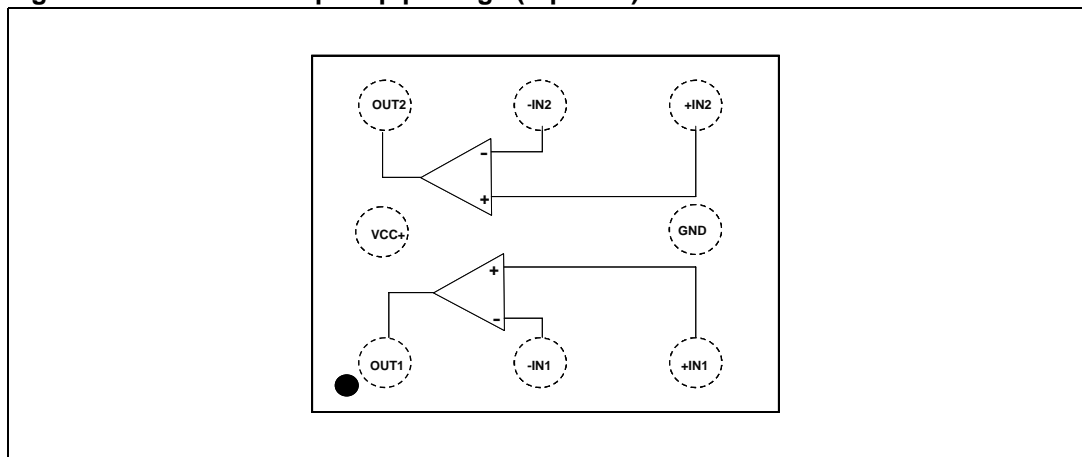 OUT2 -IN2 +IN2
-
+
VCC+ GND
+
-
OUT1 -IN1 +IN1